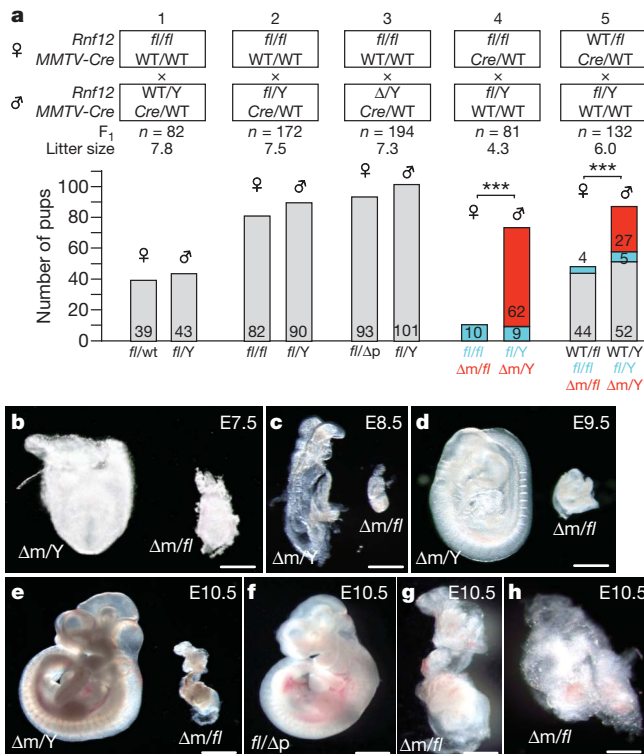 a 1 2 3 4 5
♀ Rnf12 fl/fl fl/fl fl/fl fl/fl WT/fl
MMTV-Cre WT/WT WT/WT WT/WT Cre/WT Cre/WT
× × × × ×
♂ Rnf12 WT/Y fl/Y Δ/Y fl/Y fl/Y
MMTV-Cre Cre/WT Cre/WT Cre/WT WT/WT WT/WT
F1 n = 82 n = 172 n = 194 n = 81 n = 132
Litter size 7.8 7.5 7.3 4.3 6.0
Number of pups
100
80
60
40
20
0
♀ ♂ ♀ ♂ ♀ ♂ ♀ *** ♂ ♀ *** ♂
39 43 82 90 93 101 10 62 9 4 44 27 5 52
fl/wt fl/Y fl/fl fl/Y fl/Δp fl/Y fl/fl fl/Y WT/fl WT/Y
Δm/fl Δm/Y fl/fl fl/Y
Δm/fl Δm/Y
b E7.5
Δm/Y Δm/fl
c E8.5
Δm/Y Δm/fl
d E9.5
Δm/Y Δm/fl
e E10.5
Δm/Y Δm/fl
f E10.5
fl/Δp
g E10.5
Δm/fl
h E10.5
Δm/fl